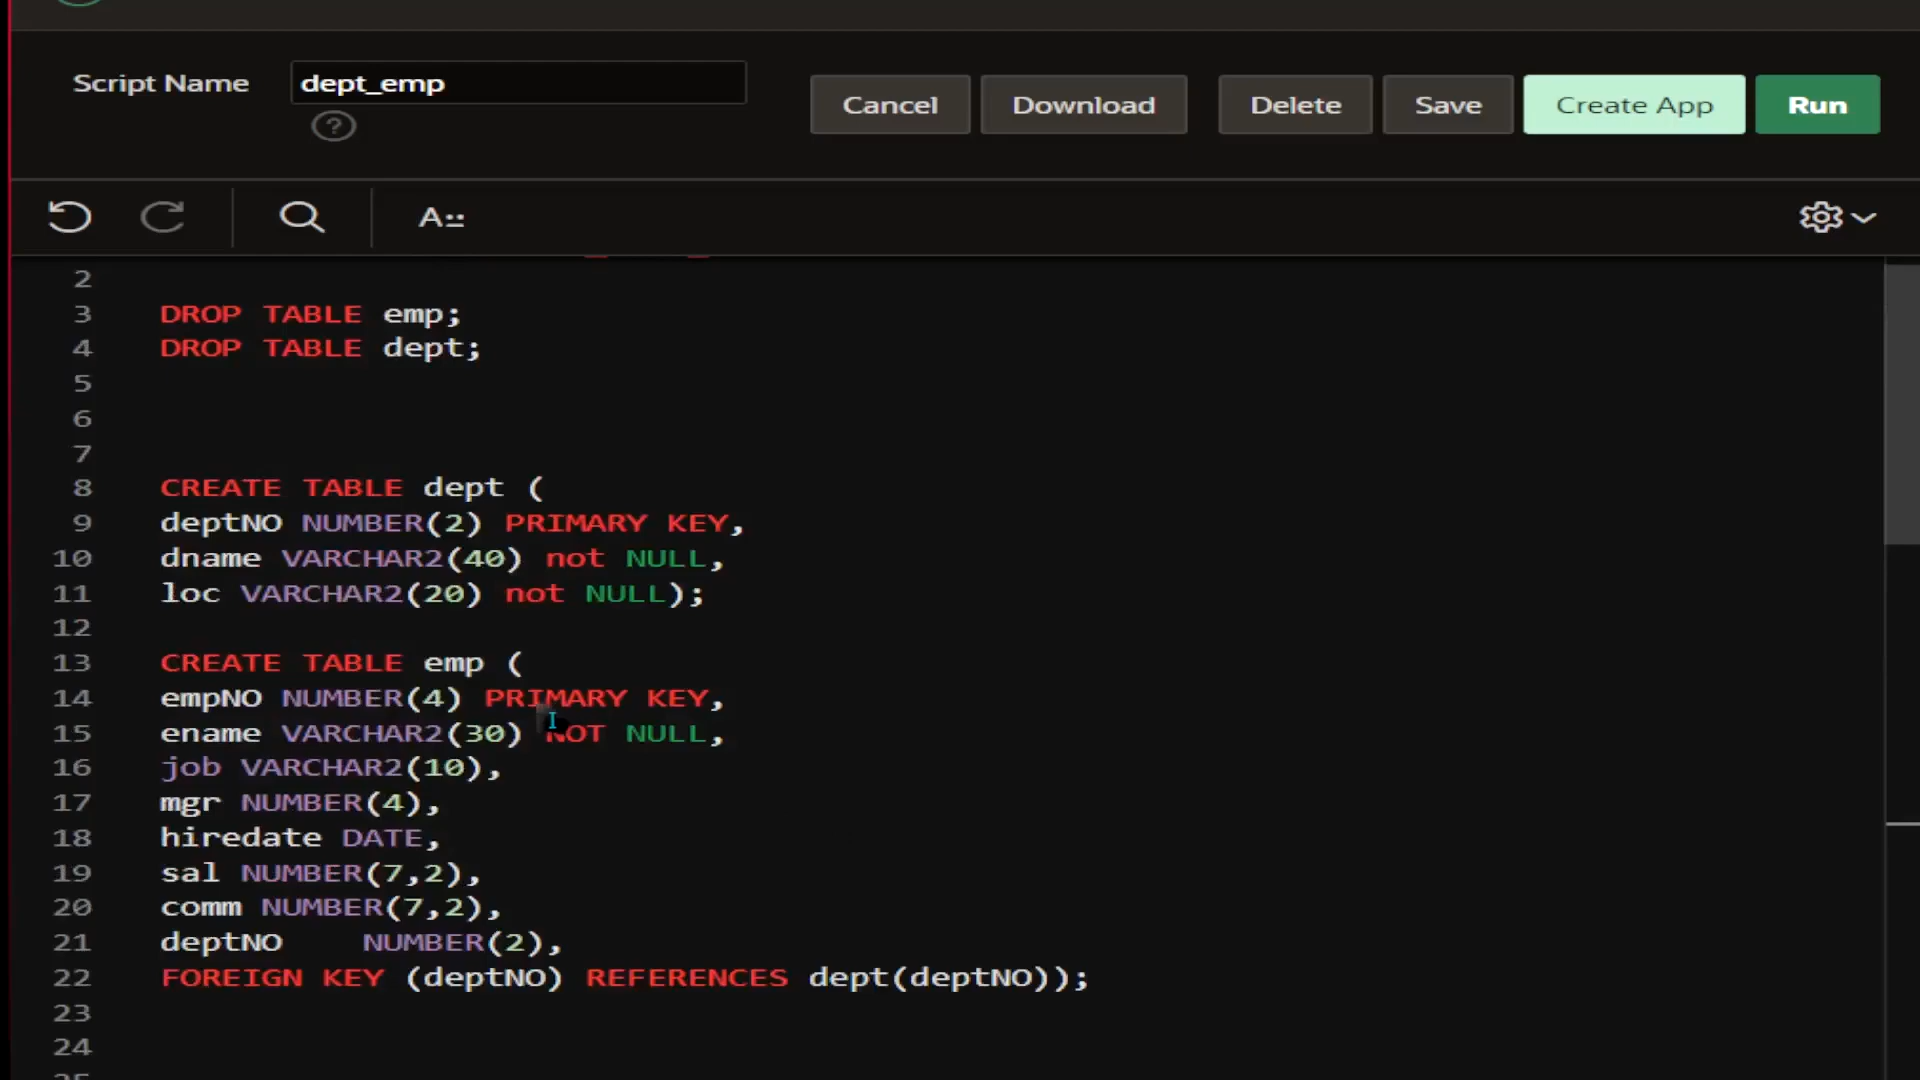 Script Name
dept_emp
?
Cancel
Download
Delete
Save
Create App
Run
A
2
3 DROP TABLE emp;
4 DROP TABLE dept;
5
6
7
8 CREATE TABLE dept (
9 deptNO NUMBER(2) PRIMARY KEY,
10 dname VARCHAR2(40) not NULL,
11 loc VARCHAR2(20) not NULL);
12
13 CREATE TABLE emp (
14 empNO NUMBER(4) PRIMARY KEY,
15 ename VARCHAR2(30) NOT NULL,
16 job VARCHAR2(10),
17 mgr NUMBER(4),
18 hiredate DATE,
19 sal NUMBER(7,2),
20 comm NUMBER(7,2),
21 deptNO    NUMBER(2),
22 FOREIGN KEY (deptNO) REFERENCES dept(deptNO));
23
24